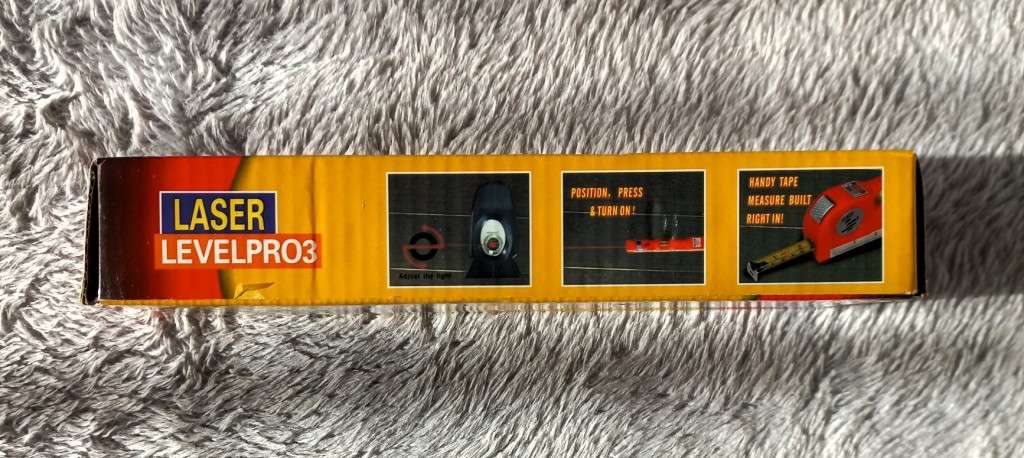 LASER
LEVELPRO3
Adjust the light
POSITION, PRESS
& TURN ON!
HANDY TAPE
MEASURE BUILT
RIGHT IN!